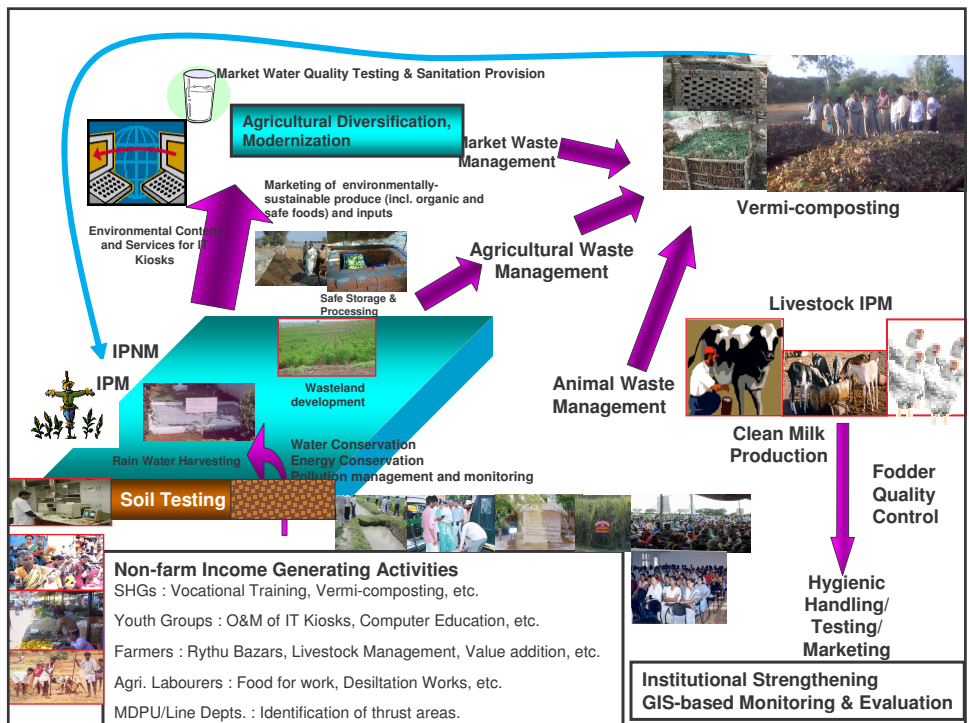 Market Water Quality Testing & Sanitation Provision
Agricultural Diversification,
Modernization
Market Waste
Management
Marketing of environmentally-
sustainable produce (incl. organic and
safe foods) and inputs
Environmental Content
and Services for IT
Kiosks
Vermi-composting
Agricultural Waste
Management
Safe Storage &
Processing
Livestock IPM
IPNM
IPM
Wasteland
development
Animal Waste
Management
Rain Water Harvesting
Water Conservation
Energy Conservation
Pollution management and monitoring
Clean Milk
Production
Fodder
Quality
Control
Soil Testing
Hygienic
Handling/
Testing/
Marketing
Non-farm Income Generating Activities
SHGs : Vocational Training, Vermi-composting, etc.
Youth Groups : O&M of IT Kiosks, Computer Education, etc.
Farmers : Rythu Bazars, Livestock Management, Value addition, etc.
Agri. Labourers : Food for work, Desiltation Works, etc.
MDPU/Line Depts. : Identification of thrust areas.
Institutional Strengthening
GIS-based Monitoring & Evaluation